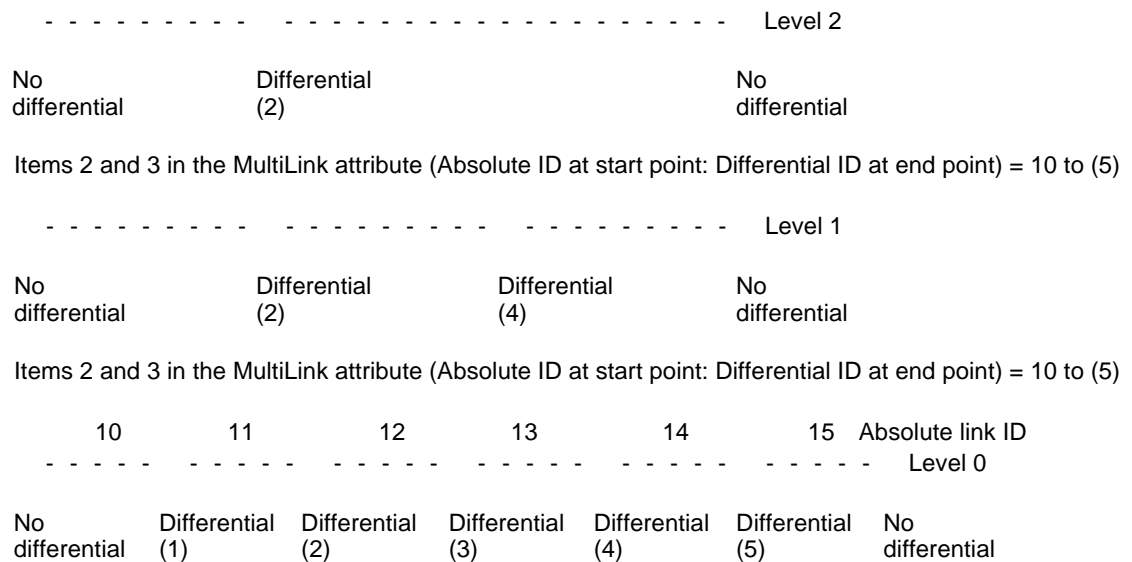 - - - - - - - - - - - - - - - - - - - - - - - - - - - - Level 2
No Differential No
differential (2) differential
Items 2 and 3 in the MultiLink attribute (Absolute ID at start point: Differential ID at end point) = 10 to (5)
- - - - - - - - - - - - - - - - - - - - - - - - - - - Level 1
No Differential Differential No
differential (2) (4) differential
Items 2 and 3 in the MultiLink attribute (Absolute ID at start point: Differential ID at end point) = 10 to (5)
10 11 12 13 14 15 Absolute link ID
- - - - - - - - - - - - - - - - - - - - - - - - - - - - - - Level 0
No Differential Differential Differential Differential Differential No
differential (1) (2) (3) (4) (5) differential